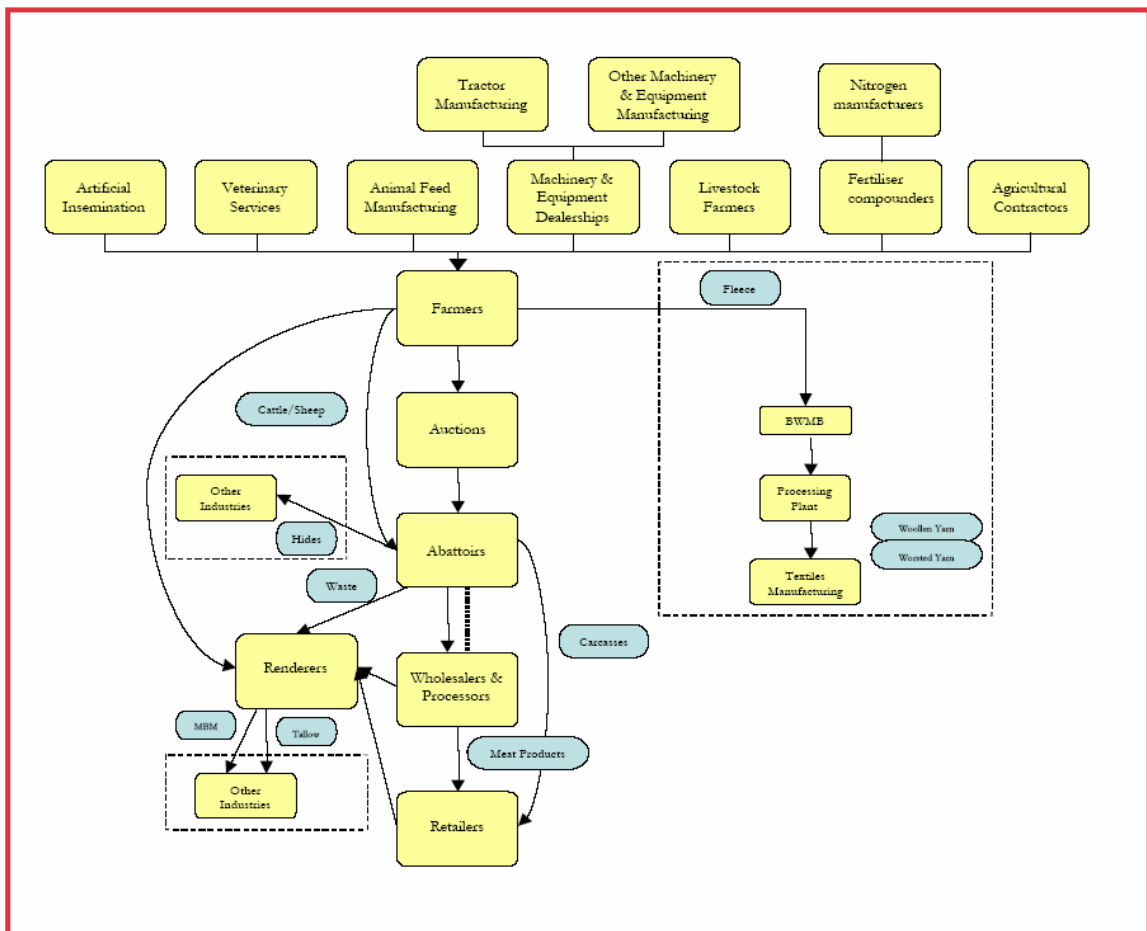 Tractor
Manufacturing
Other Machinery
& Equipment
Manufacturing
Nitrogen
manufacturers
Artificial
Insemination
Veterinary
Services
Animal Feed
Manufacturing
Machinery &
Equipment
Dealerships
Livestock
Farmers
Fertiliser
compounders
Agricultural
Contractors
Farmers
Fleece
Cattle/Sheep
Auctions
BWMB
Other
Industries
Processing
Plant
Hides
Abattoirs
Woollen Yarn
Worsted Yarn
Waste
Textiles
Manufacturing
Carcasses
Renderers
Wholesalers &
Processors
MBM
Tallow
Meat Products
Other
Industries
Retailers